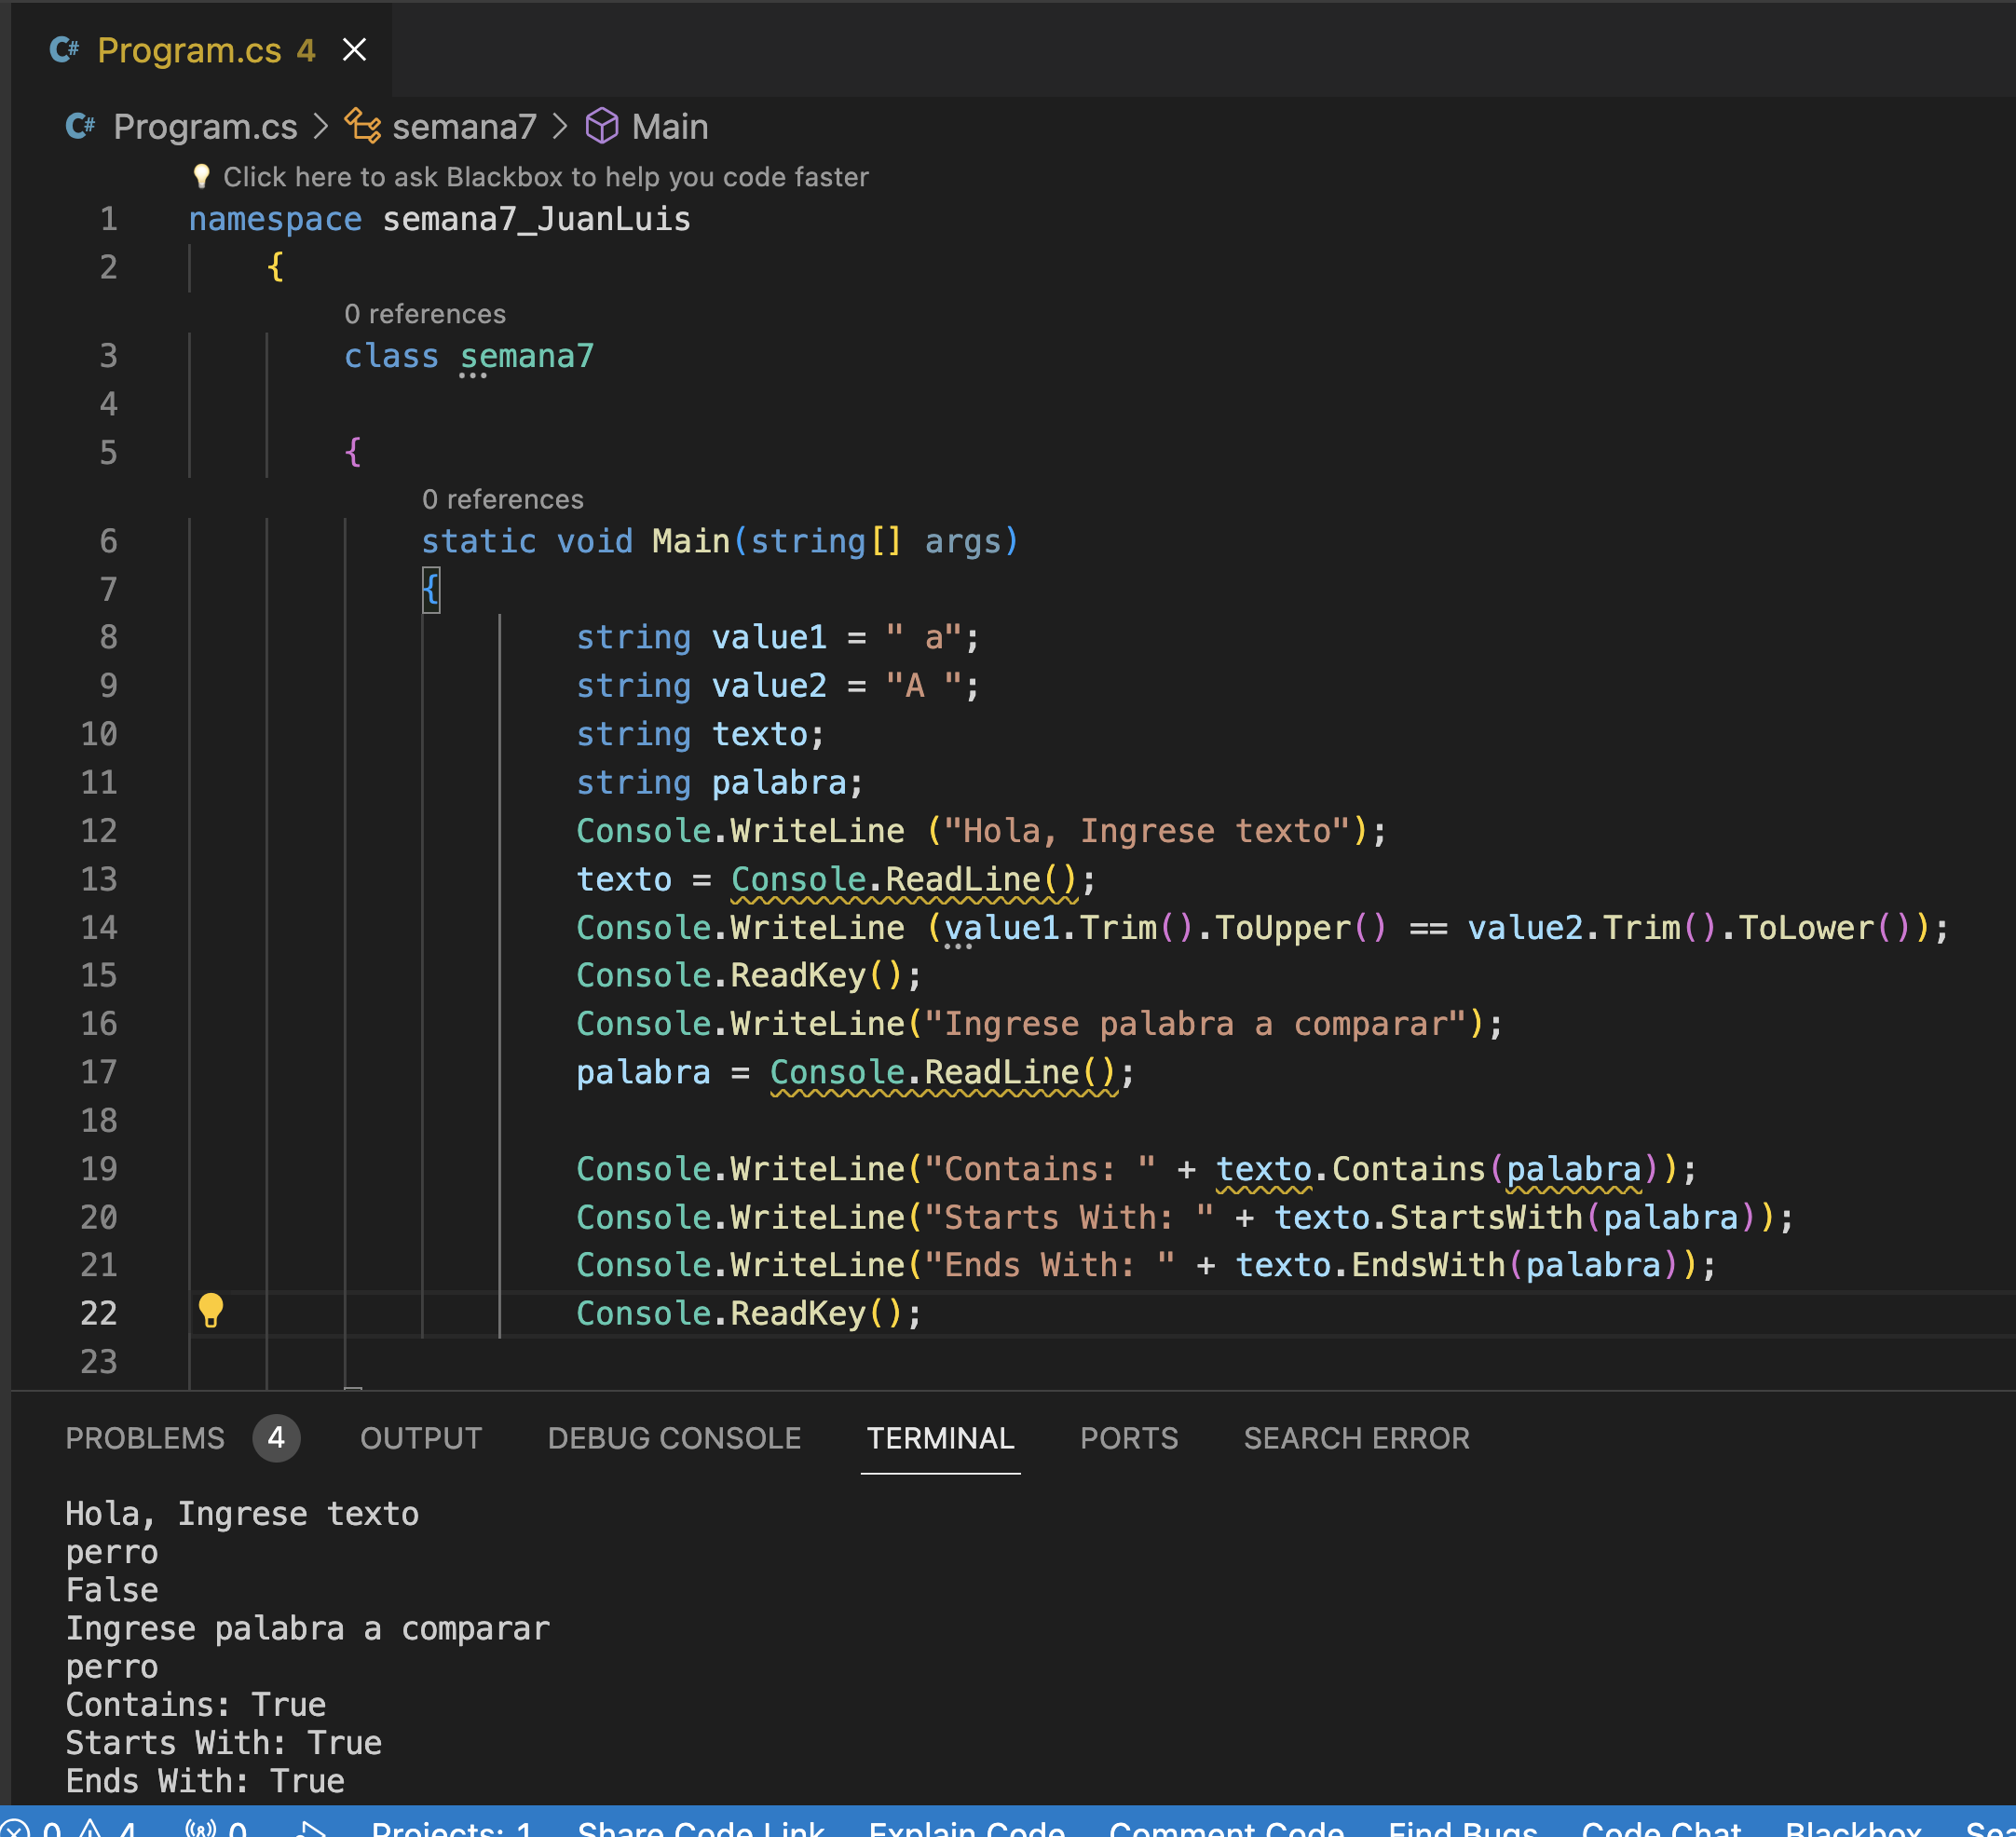 Program.cs 4
Program.cs > semana7 > Main
Click here to ask Blackbox to help you code faster
1 namespace semana7_JuanLuis
2 {
0 references
3 class semana7
4
5 {
0 references
6 static void Main(string[] args)
7 {
8 string value1 = " a";
9 string value2 = "A ";
10 string texto;
11 string palabra;
12 Console.WriteLine ("Hola, Ingrese texto");
13 texto = Console.ReadLine();
14 Console.WriteLine (value1.Trim().ToUpper() == value2.Trim().ToLower());
15 Console.ReadKey();
16 Console.WriteLine("Ingrese palabra a comparar");
17 palabra = Console.ReadLine();
18
19 Console.WriteLine("Contains: " + texto.Contains(palabra));
20 Console.WriteLine("Starts With: " + texto.StartsWith(palabra));
21 Console.WriteLine("Ends With: " + texto.EndsWith(palabra));
22 Console.ReadKey();
23
PROBLEMS 4 OUTPUT DEBUG CONSOLE TERMINAL PORTS SEARCH ERROR
Hola, Ingrese texto
perro
False
Ingrese palabra a comparar
perro
Contains: True
Starts With: True
Ends With: True
0 4 0 Projects: 1 Share Code Link Explain Code Comment Code Find Bugs Code Chat Blackbox